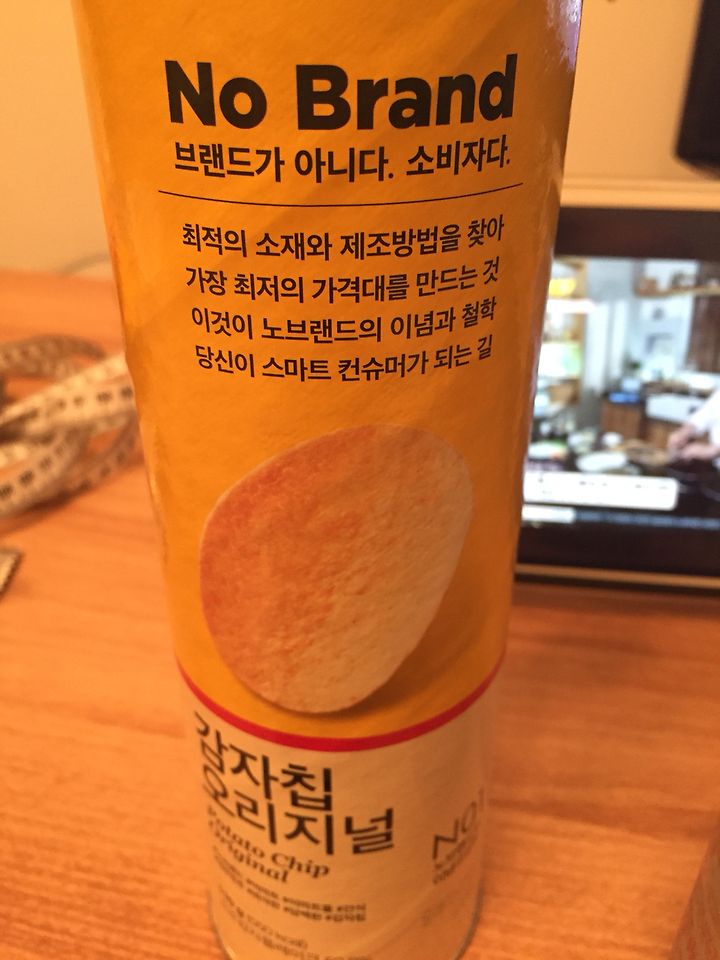 No Brand
브랜드가 아니다. 소비자다.
최적의 소재와 제조방법을 찾아
가장 최저의 가격대를 만드는 것
이것이 노브랜드의 이념과 철학
당신이 스마트 컨슈머가 되는 길
감자칩
오리지널
Potato Chip
Original